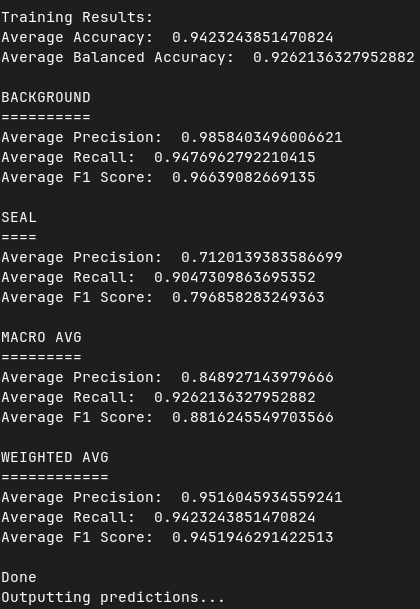 Training Results:
Average Accuracy:  0.9423243851470824
Average Balanced Accuracy:  0.9262136327952882
BACKGROUND
==========
Average Precision:  0.9858403496006621
Average Recall:  0.9476962792210415
Average F1 Score:  0.96639082669135
SEAL
====
Average Precision:  0.7120139383586699
Average Recall:  0.9047309863695352
Average F1 Score:  0.796858283249363
MACRO AVG
=========
Average Precision:  0.848927143979666
Average Recall:  0.9262136327952882
Average F1 Score:  0.8816245549703566
WEIGHTED AVG
============
Average Precision:  0.9516045934559241
Average Recall:  0.9423243851470824
Average F1 Score:  0.9451946291422513
Done
Outputting predictions...